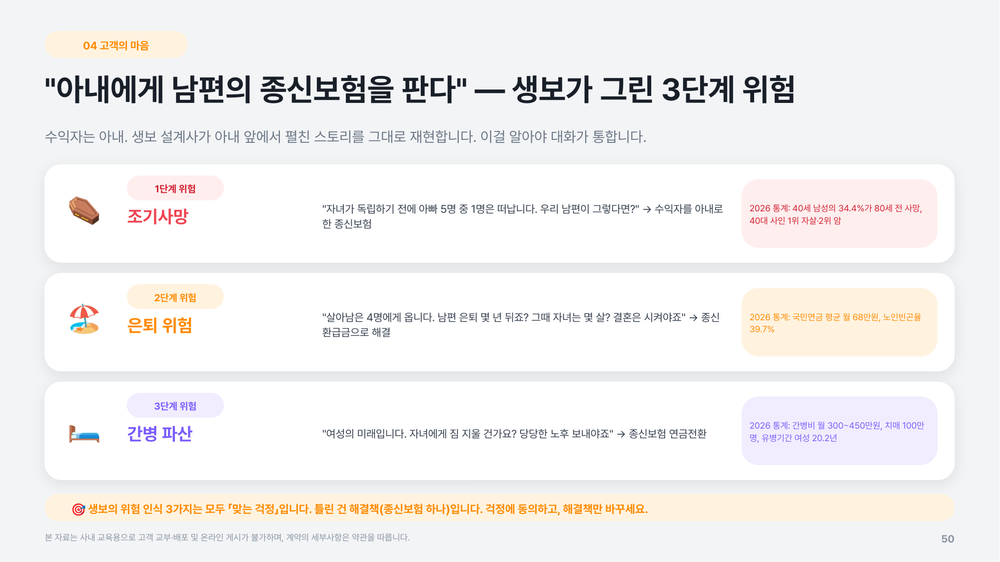 04 고객의 마음
"아내에게 남편의 종신보험을 판다" — 생보가 그린 3단계 위험
수익자는 아내. 생보 설계사가 아내 앞에서 펼친 스토리를 그대로 재현합니다. 이걸 알아야 대화가 통합니다.
1단계 위험
조기사망
"자녀가 독립하기 전에 아빠 5명 중 1명은 떠납니다. 우리 남편이 그렇다면?" → 수익자를 아내로
한 종신보험
2026 통계: 40세 남성의 34.4%가 80세 전 사망,
40대 사인 1위 자살·2위 암
2단계 위험
은퇴 위험
"살아남은 4명에게 옵니다. 남편 은퇴 몇 년 뒤죠? 그때 자녀는 몇 살? 결혼은 시켜야죠" → 종신
환급금으로 해결
2026 통계: 국민연금 평균 월 68만원, 노인빈곤율
39.7%
3단계 위험
간병 파산
"여성의 미래입니다. 자녀에게 짐 지울 건가요? 당당한 노후 보내야죠" → 종신보험 연금전환
2026 통계: 간병비 월 300~450만원, 치매 100만
명, 유병기간 여성 20.2년
🎯 생보의 위험 인식 3가지는 모두 「맞는 걱정」입니다. 틀린 건 해결책(종신보험 하나)입니다. 걱정에 동의하고, 해결책만 바꾸세요.
본 자료는 사내 교육용으로 고객 교부·배포 및 온라인 게시가 불가하며, 계약의 세부사항은 약관을 따릅니다.
50